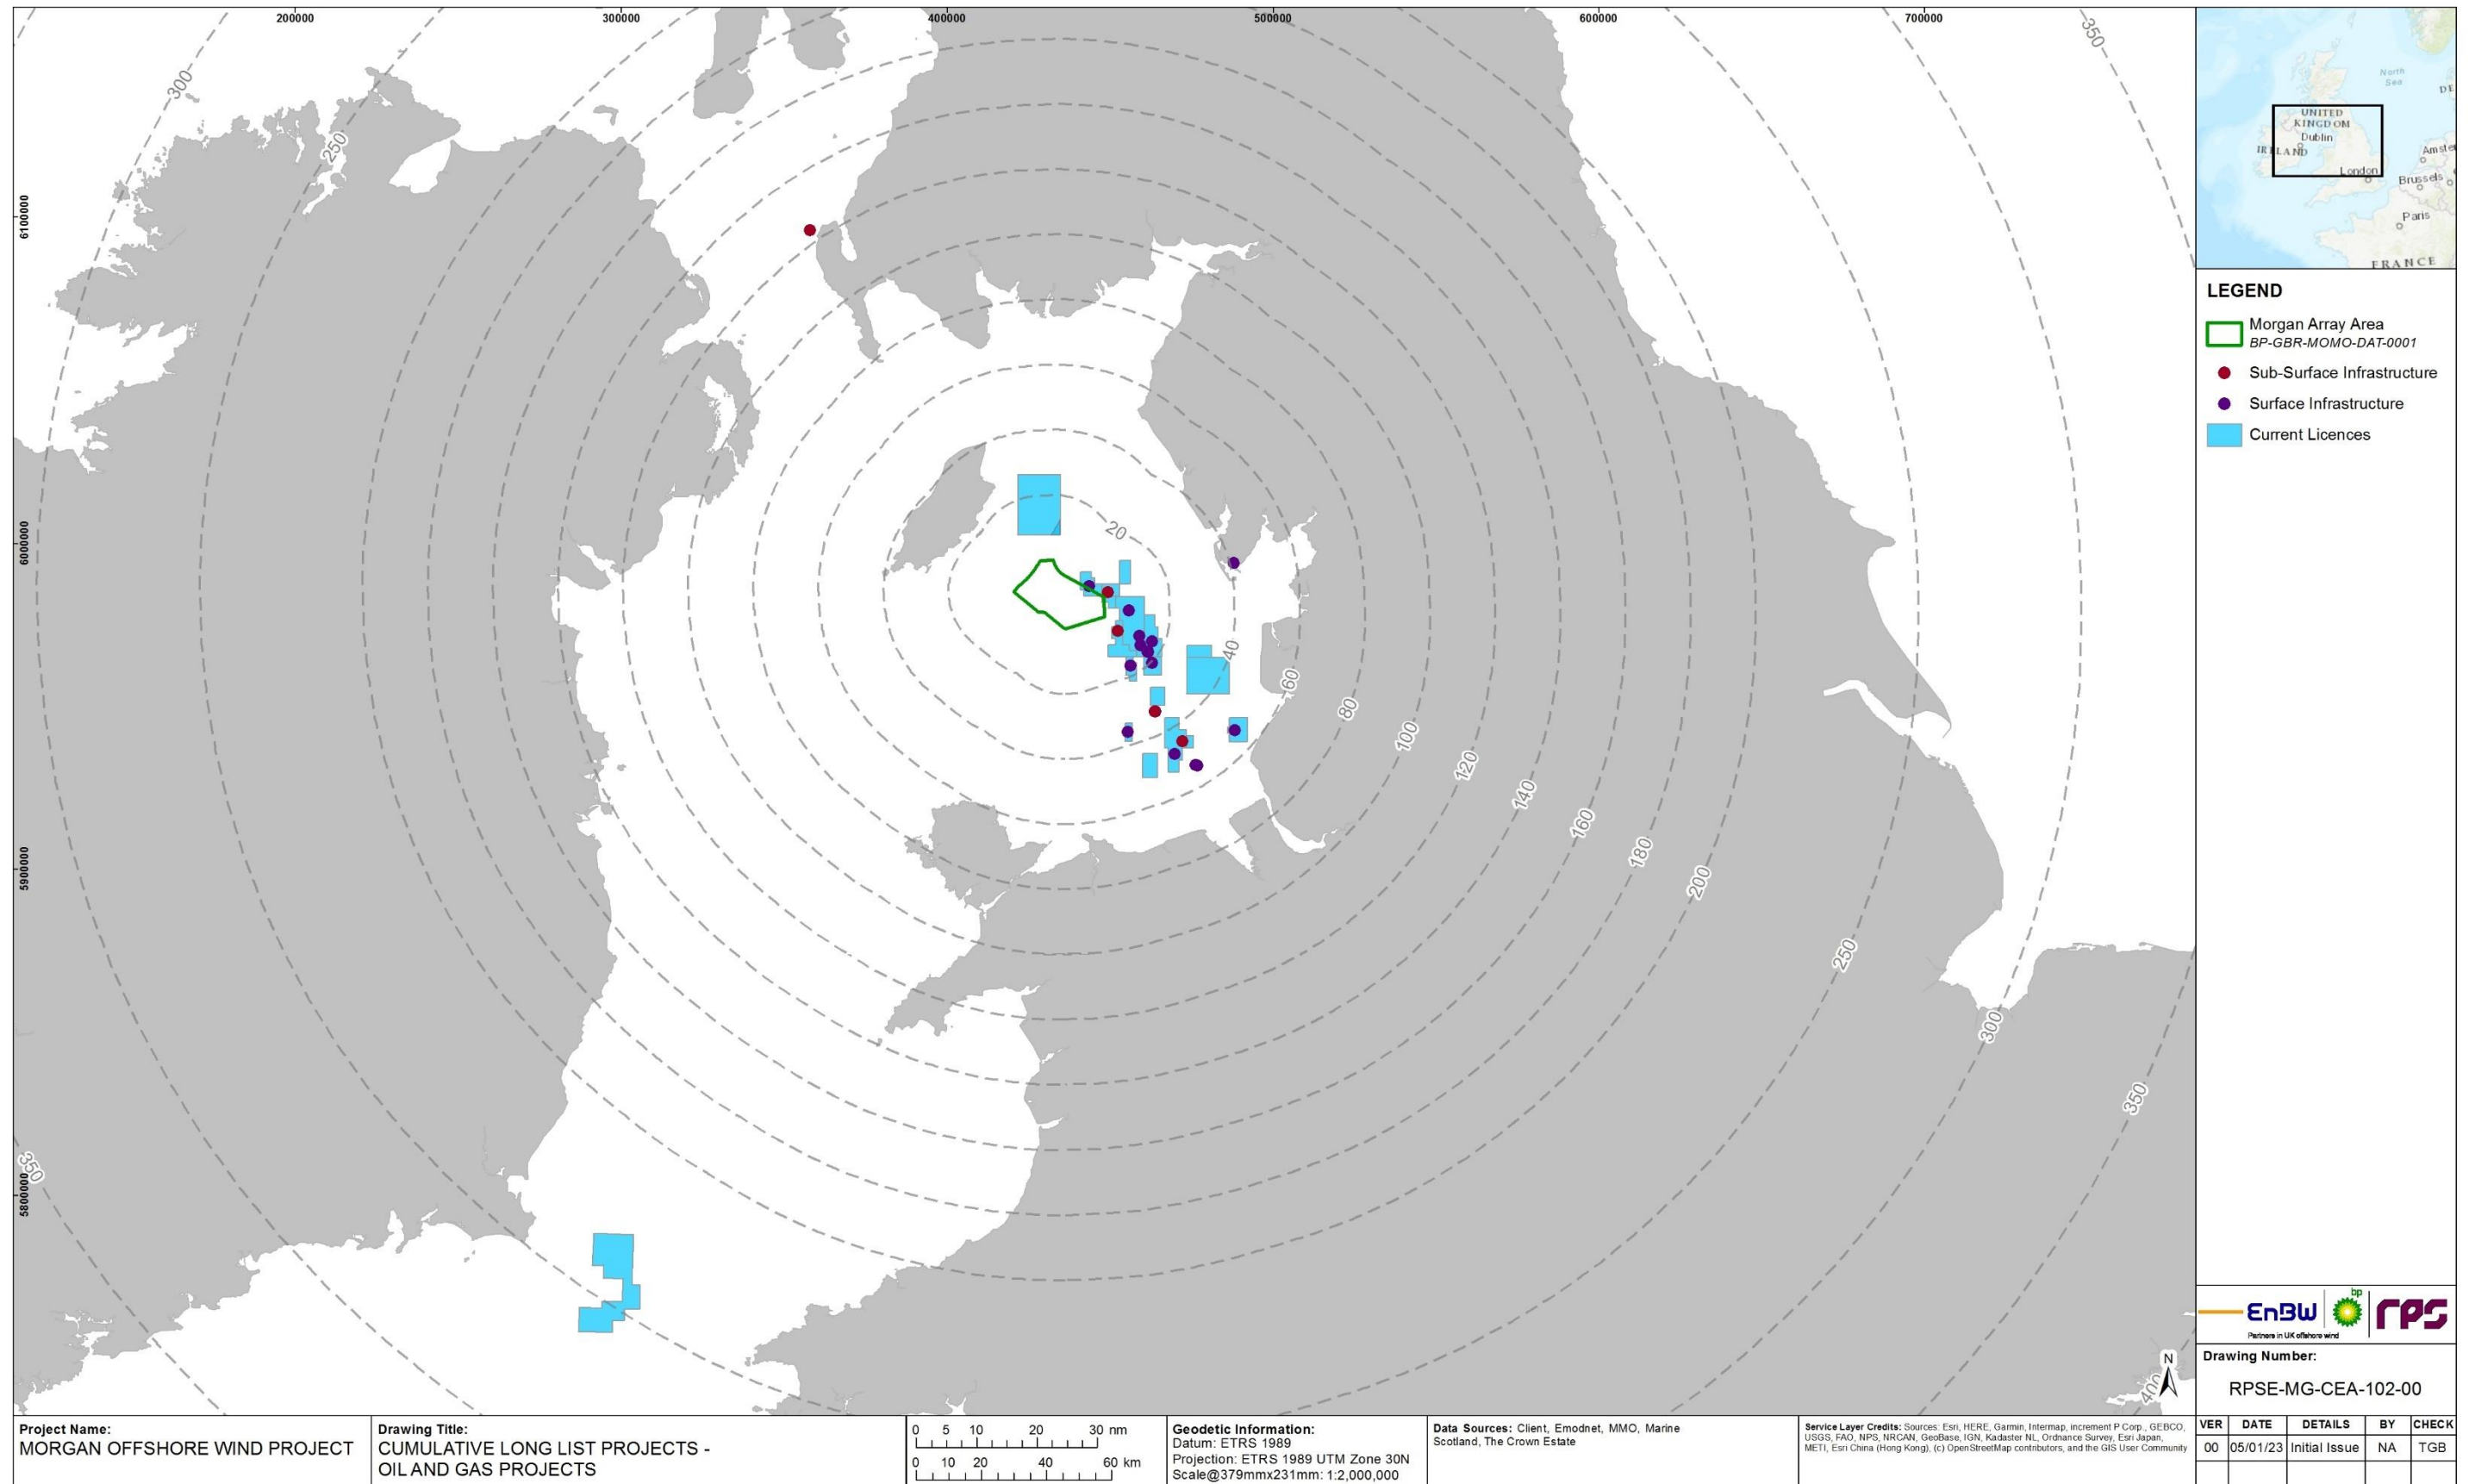 200000
300000
400000
500000
600000
700000
6100000
6000000
5900000
5800000
300
250
350
20
40
60
80
100
120
140
160
180
200
250
300
350
350
400
North
Sea
DE
UNITED
KINGDOM
Dublin
IRELAND
London
Amste
Brussels
Paris
FRANCE
LEGEND
Morgan Array Area
BP-GBR-MOMO-DAT-0001
Sub-Surface Infrastructure
Surface Infrastructure
Current Licences
EnBW
bp
rps
Partners in UK offshore wind
N
Drawing Number:
RPSE-MG-CEA-102-00
Project Name:
MORGAN OFFSHORE WIND PROJECT
Drawing Title:
CUMULATIVE LONG LIST PROJECTS -
OIL AND GAS PROJECTS
0 5 10 20 30 nm
0 10 20 40 60 km
Geodetic Information:
Datum: ETRS 1989
Projection: ETRS 1989 UTM Zone 30N
Scale@379mmx231mm: 1:2,000,000
Data Sources: Client, Emodnet, MMO, Marine
Scotland, The Crown Estate
Service Layer Credits: Sources: Esri, HERE, Garmin, Intermap, increment P Corp., GEBCO,
USGS, FAO, NPS, NRCAN, GeoBase, IGN, Kadaster NL, Ordnance Survey, Esri Japan,
METI, Esri China (Hong Kong), (c) OpenStreetMap contributors, and the GIS User Community
VER DATE DETAILS BY CHECK
00 05/01/23 Initial Issue NA TGB